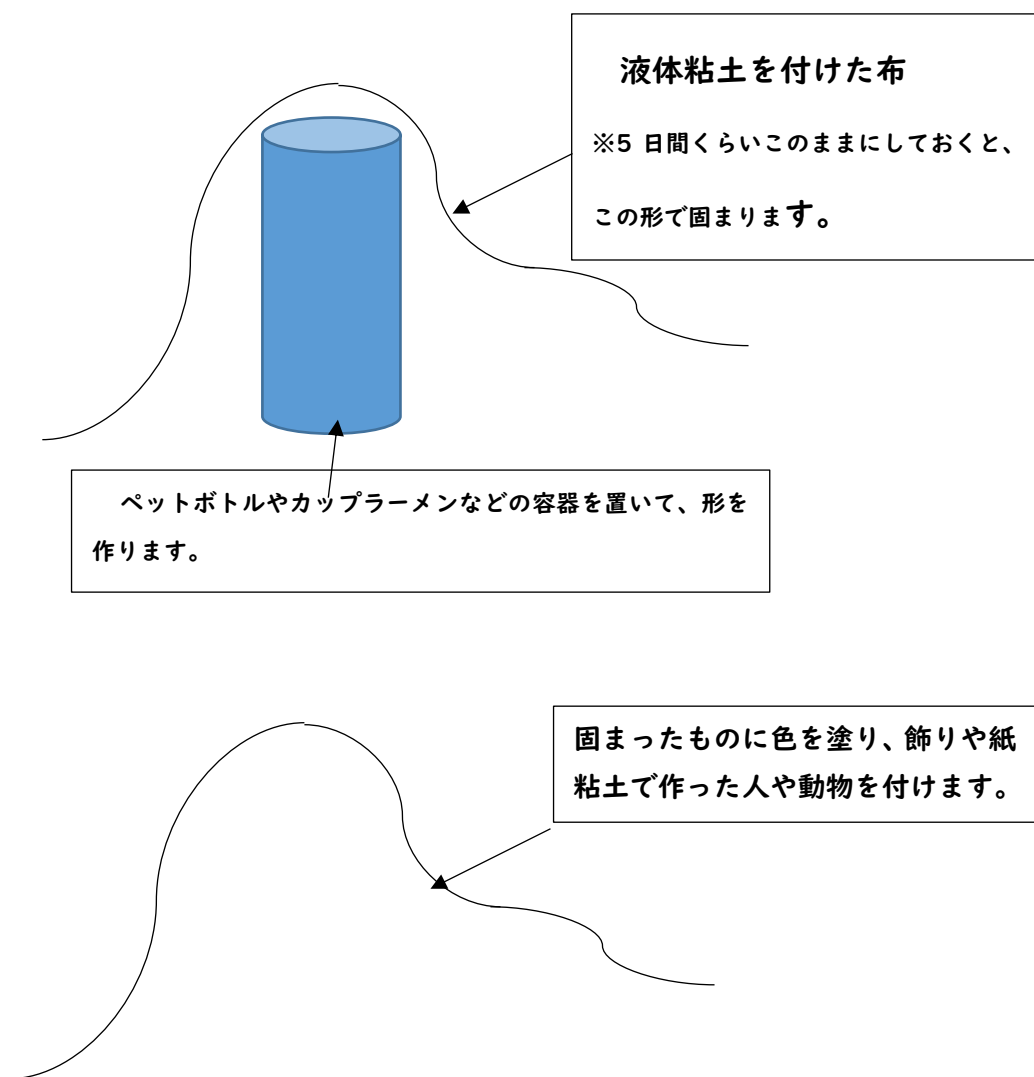 液体粘土を付けた布
※5 日間くらいこのままにしておくと、
この形で固まります。
ペットボトルやカップラーメンなどの容器を置いて、形を
作ります。
固まったものに色を塗り、飾りや紙
粘土で作った人や動物を付けます。